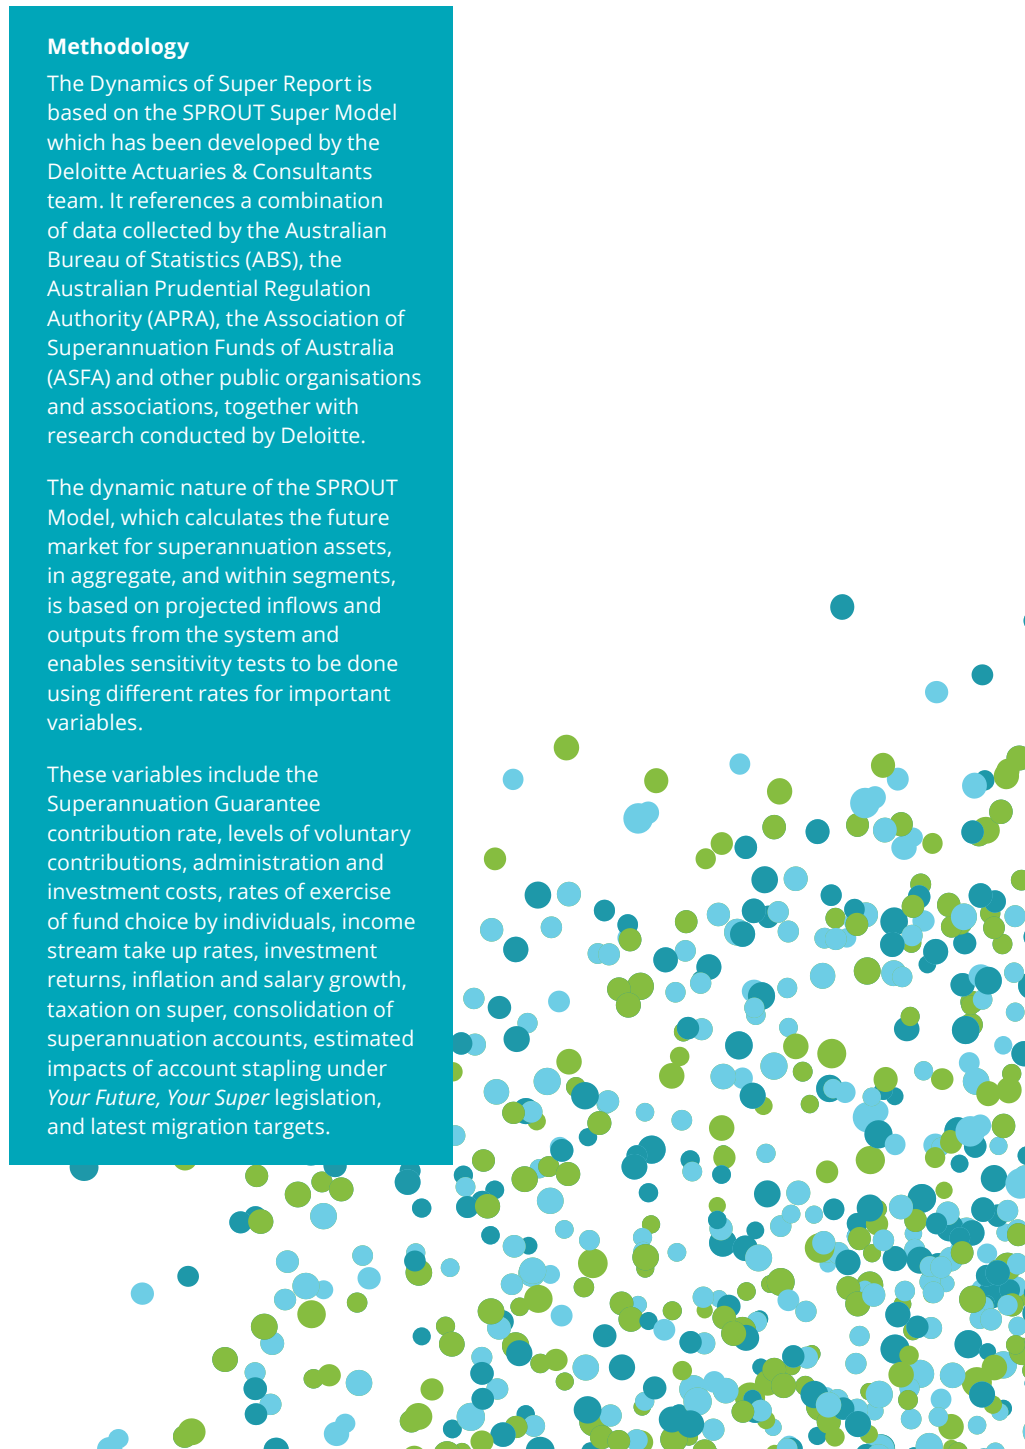 Methodology
The Dynamics of Super Report is
based on the SPROUT Super Model
which has been developed by the
Deloitte Actuaries & Consultants
team. It references a combination
of data collected by the Australian
Bureau of Statistics (ABS), the
Australian Prudential Regulation
Authority (APRA), the Association of
Superannuation Funds of Australia
(ASFA) and other public organisations
and associations, together with
research conducted by Deloitte.
The dynamic nature of the SPROUT
Model, which calculates the future
market for superannuation assets,
in aggregate, and within segments,
is based on projected inflows and
outputs from the system and
enables sensitivity tests to be done
using different rates for important
variables.
These variables include the
Superannuation Guarantee
contribution rate, levels of voluntary
contributions, administration and
investment costs, rates of exercise
of fund choice by individuals, income
stream take up rates, investment
returns, inflation and salary growth,
taxation on super, consolidation of
superannuation accounts, estimated
impacts of account stapling under
Your Future, Your Super legislation,
and latest migration targets.